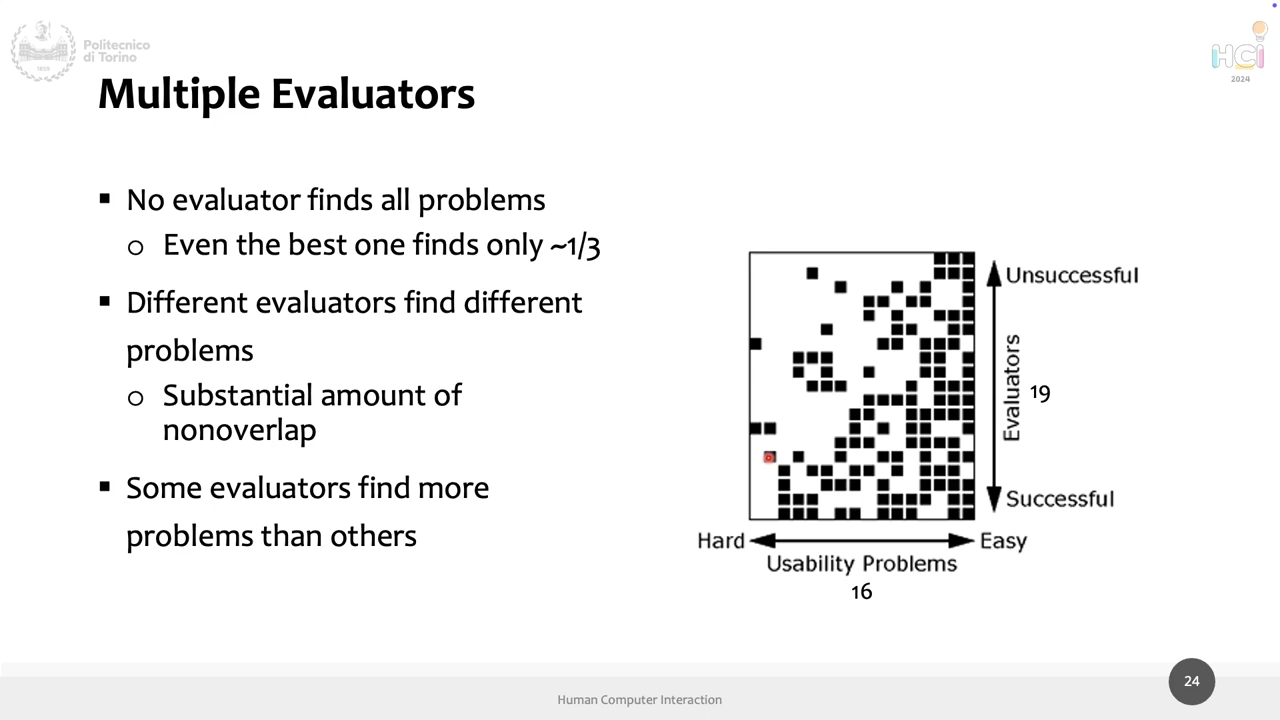 Politecnico
di Torino
1859
HCI
2024
Multiple Evaluators
▪ No evaluator finds all problems
o Even the best one finds only ~1/3
▪ Different evaluators find different
problems
o Substantial amount of
nonoverlap
▪ Some evaluators find more
problems than others
Unsuccessful
Evaluators
19
Successful
Hard
Easy
Usability Problems
16
24
Human Computer Interaction